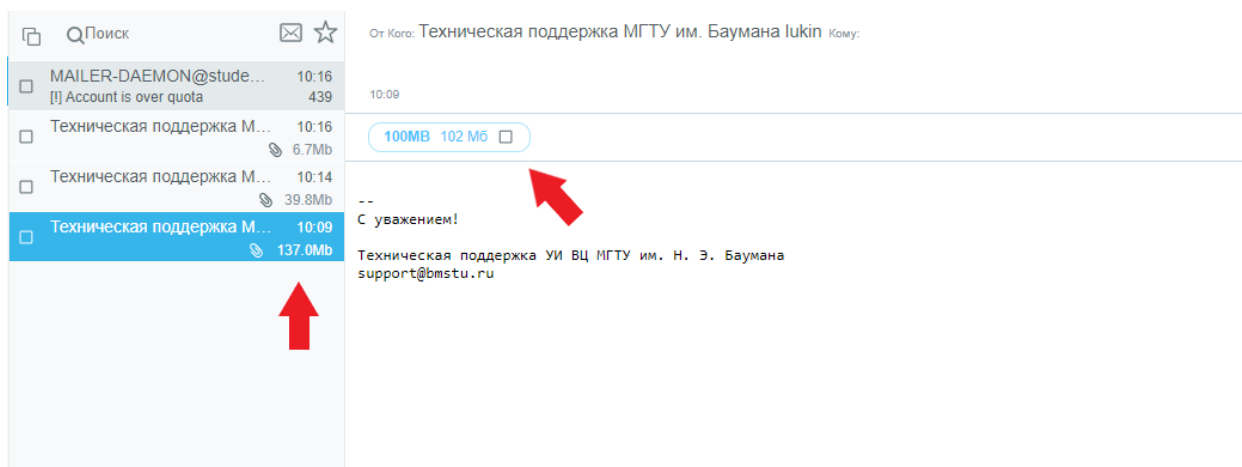 Поиск
MAILER-DAEMON@stude... 10:16
[!] Account is over quota 439
Техническая поддержка М... 10:16
6.7Mb
Техническая поддержка М... 10:14
39.8Mb
Техническая поддержка М... 10:09
137.0Mb
От Кого: Техническая поддержка МГТУ им. Баумана lukin Кому:
10:09
100MB 102 Мб
--
С уважением!
Техническая поддержка УИ ВЦ МГТУ им. Н. Э. Баумана
support@bmstu.ru